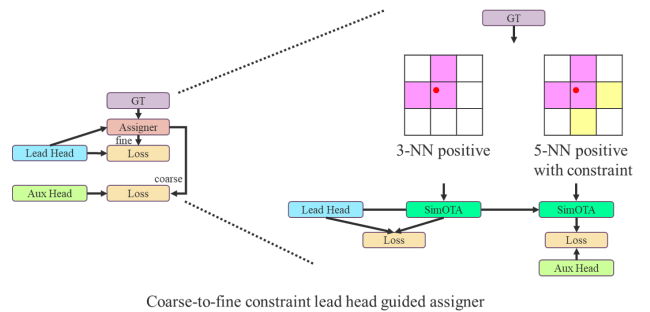 GT
GT
Assigner
fine
Lead Head
Loss
coarse
Aux Head
Loss
3-NN positive
5-NN positive
with constraint
Lead Head
SimOTA
SimOTA
Loss
Loss
Aux Head
Coarse-to-fine constraint lead head guided assigner